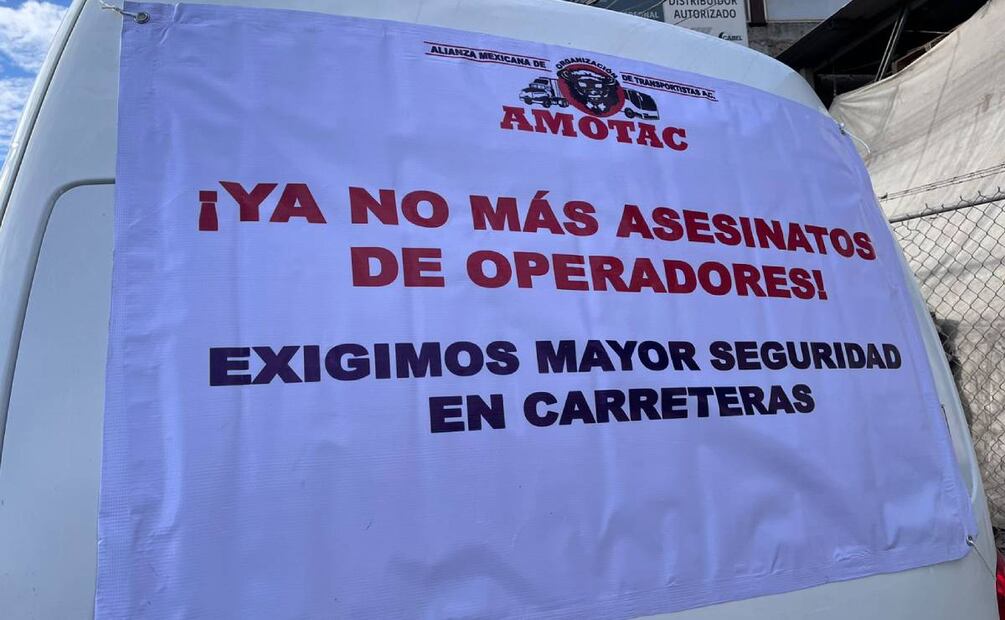 DISTRIBUIDOR
AUTORIZADO
ALIANZA MEXICANA DE ORGANIZACIÓN DE TRANSPORTISTAS A.C.
AMOTAC
¡YA NO MÁS ASESINATOS
DE OPERADORES!
EXIGIMOS MAYOR SEGURIDAD
EN CARRETERAS